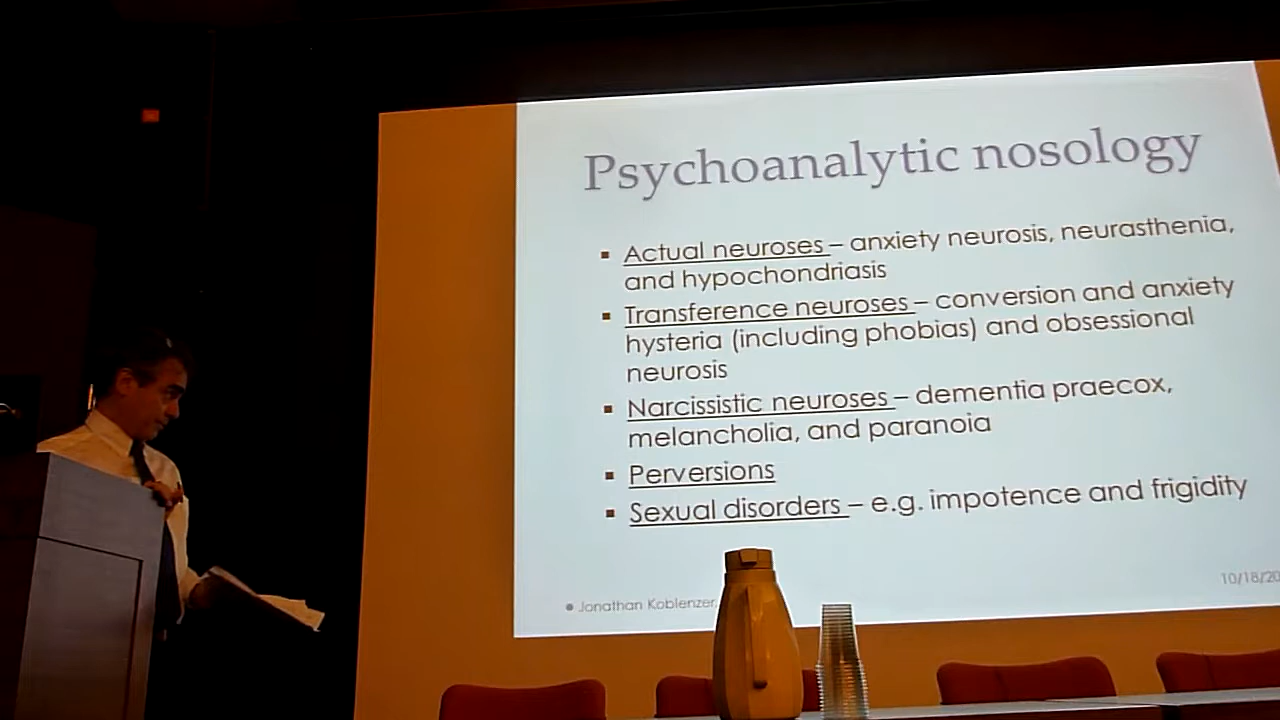 Psychoanalytic nosology
▪ Actual neuroses – anxiety neurosis, neurasthenia,
and hypochondriasis
▪ Transference neuroses – conversion and anxiety
hysteria (including phobias) and obsessional
neurosis
▪ Narcissistic neuroses – dementia praecox,
melancholia, and paranoia
▪ Perversions
▪ Sexual disorders – e.g. impotence and frigidity
10/18/20
● Jonathan Koblenzer,